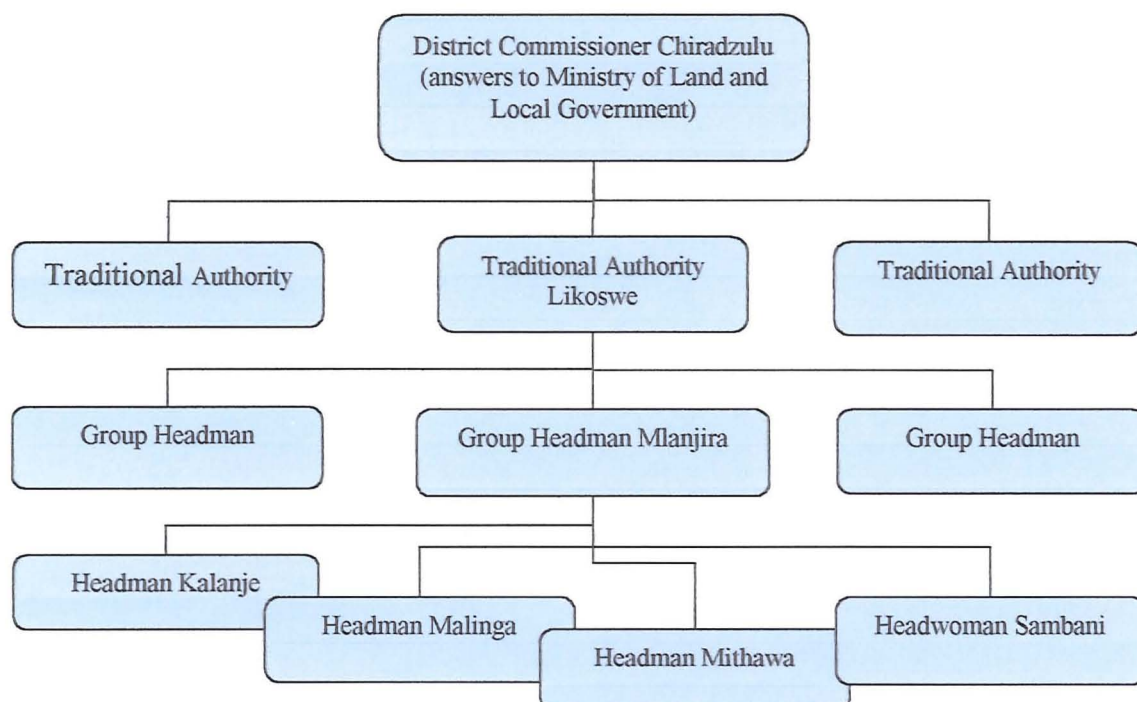 District Commissioner Chiradzulu
(answers to Ministry of Land and
Local Government)
Traditional Authority
Traditional Authority
Likoswe
Traditional Authority
Group Headman
Group Headman Mlanjira
Group Headman
Headman Kalanje
Headman Malinga
Headman Mithawa
Headwoman Sambani